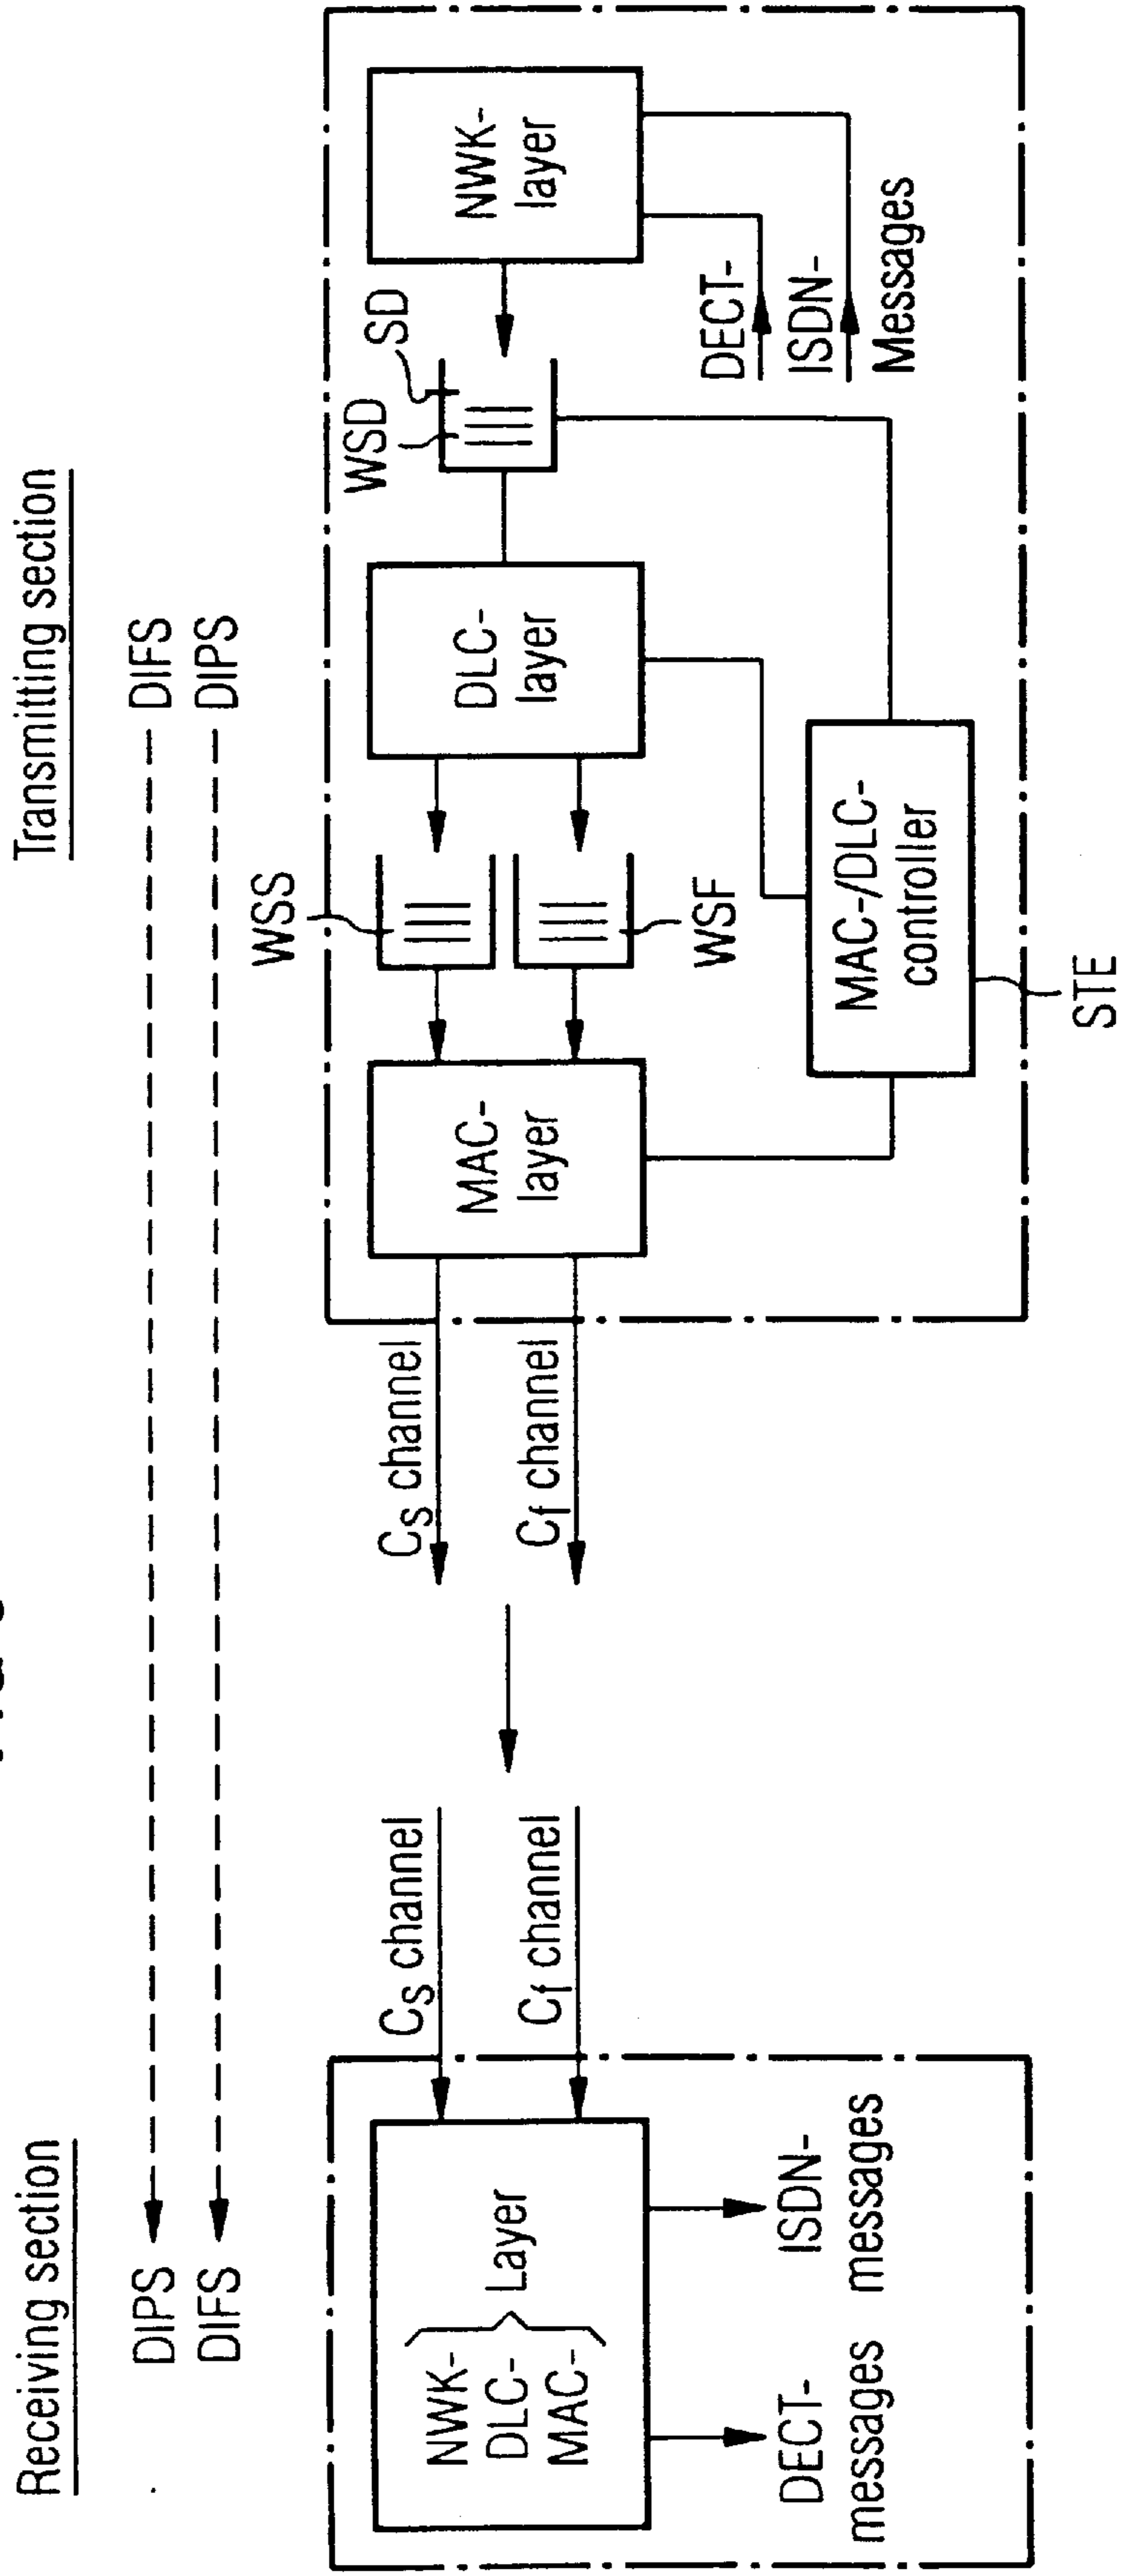 Receiving section
Transmitting section
DIPS
DIFS
DIFS
DIPS
NWK-
DLC-
MAC-
Layer
DECT-
messages
ISDN-
messages
Cs channel
Cf channel
Cs channel
Cf channel
MAC-
layer
WSS
WSF
DLC-
layer
WSD
SD
NWK-
layer
MAC-/DLC-
controller
STE
DECT-
ISDN-
Messages